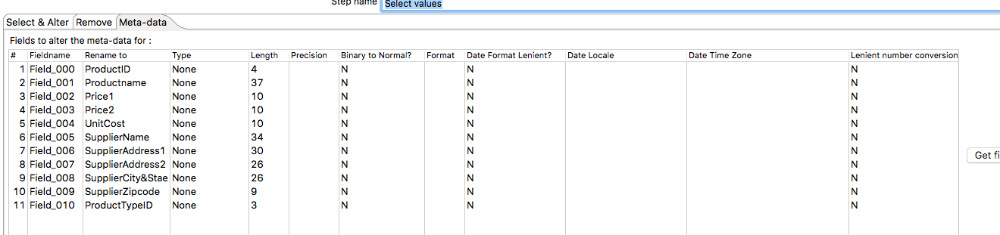 Step name Select values
Select & Alter Remove Meta-data
Fields to alter the meta-data for :
# Fieldname Rename to Type Length Precision Binary to Normal? Format Date Format Lenient? Date Locale Date Time Zone Lenient number conversion
1 Field_000 ProductID None 4 N N N
2 Field_001 Productname None 37 N N N
3 Field_002 Price1 None 10 N N N
4 Field_003 Price2 None 10 N N N
5 Field_004 UnitCost None 10 N N N
6 Field_005 SupplierName None 34 N N N
7 Field_006 SupplierAddress1 None 30 N N N
8 Field_007 SupplierAddress2 None 26 N N N
9 Field_008 SupplierCity&Stae None 26 N N N
10 Field_009 SupplierZipcode None 9 N N N
11 Field_010 ProductTypeID None 3 N N N
Get fi